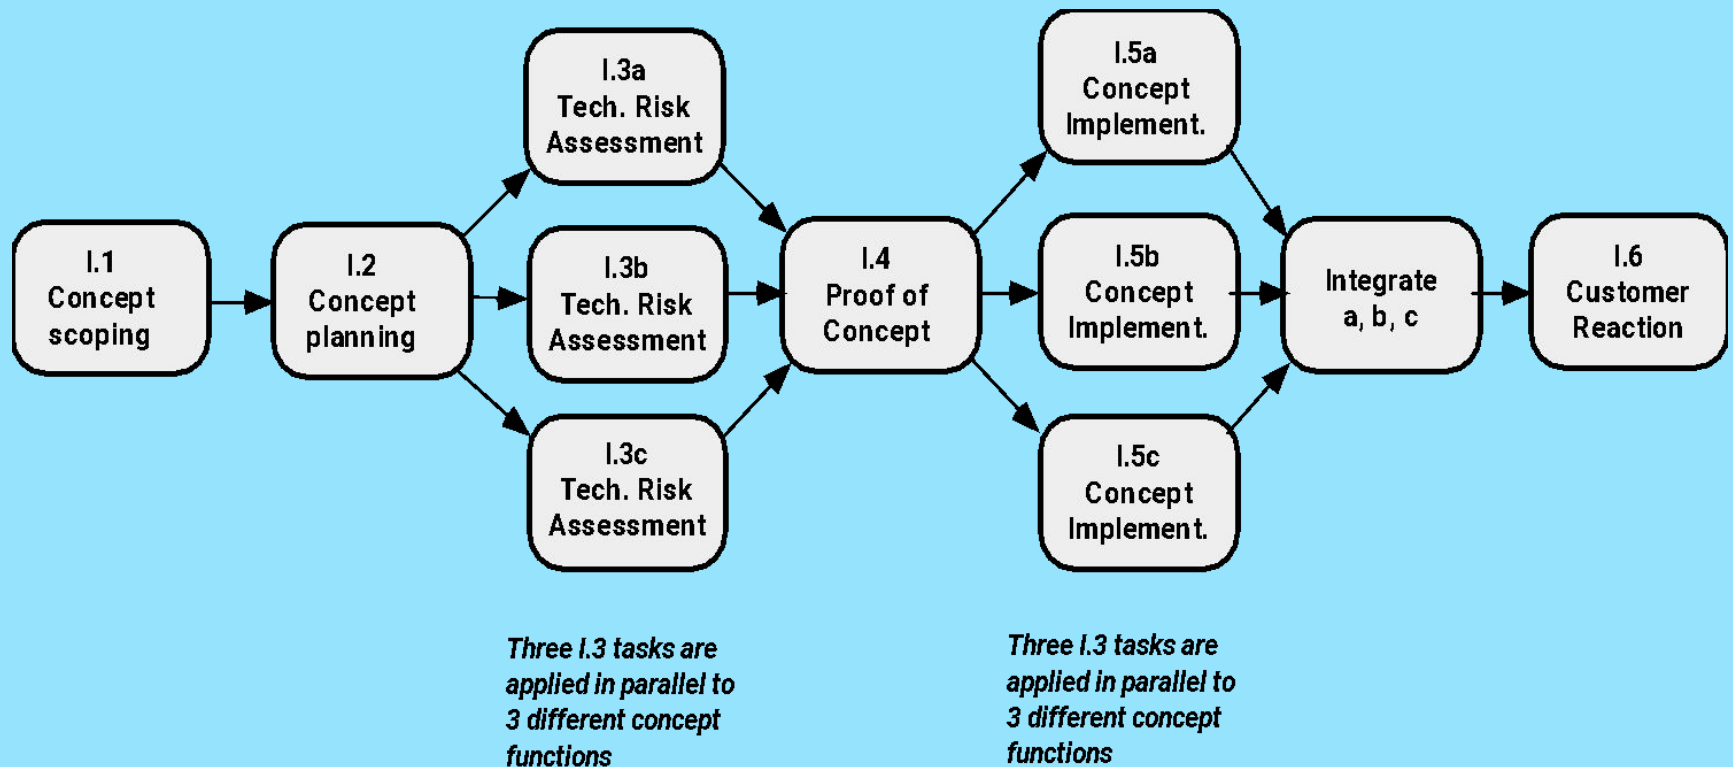 I.1
Concept
scoping
I.2
Concept
planning
I.3a
Tech. Risk
Assessment
I.3b
Tech. Risk
Assessment
I.3c
Tech. Risk
Assessment
I.4
Proof of
Concept
I.5a
Concept
Implement.
I.5b
Concept
Implement.
I.5c
Concept
Implement.
Integrate
a, b, c
I.6
Customer
Reaction
Three I.3 tasks are
applied in parallel to
3 different concept
functions
Three I.3 tasks are
applied in parallel to
3 different concept
functions